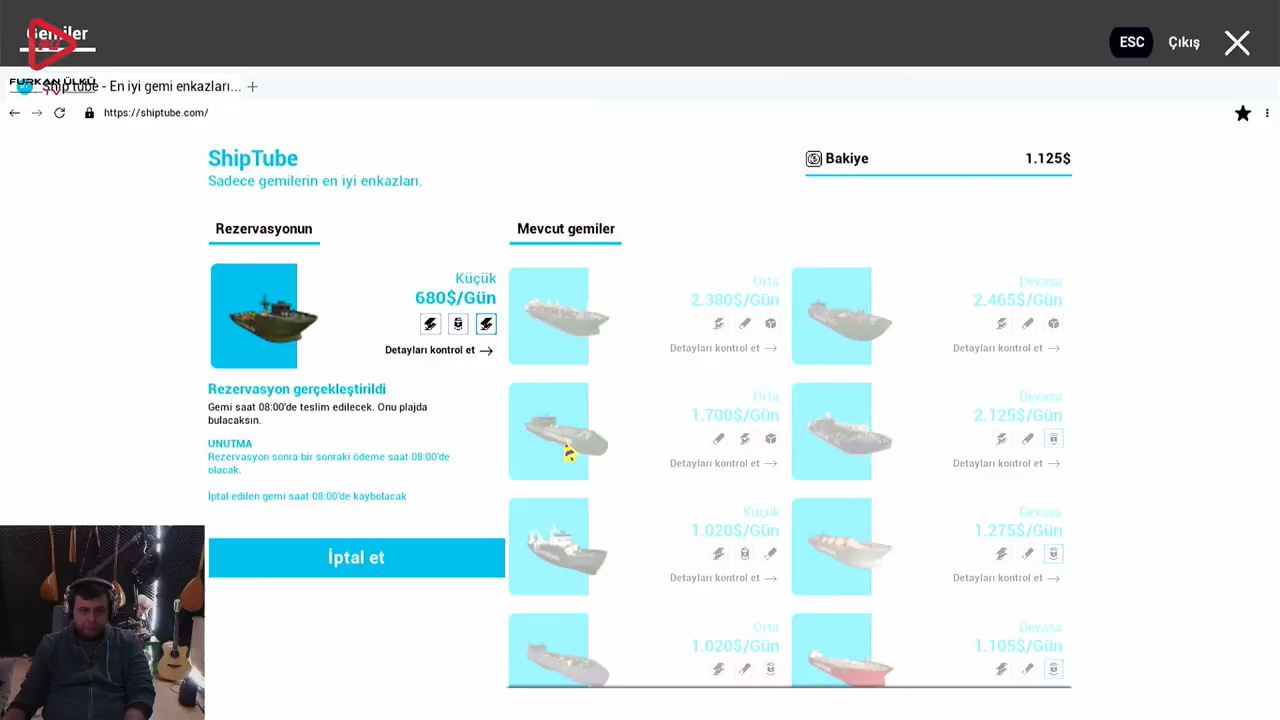 Gemiler
ESC
Çıkış
FURKAN ÜLKÜ
TV
Ship tube - En iyi gemi enkazları...
https://shiptube.com/
ShipTube
Sadece gemilerin en iyi enkazları.
Bakiye
1.125$
Rezervasyonun
Mevcut gemiler
Küçük
680$/Gün
Detayları kontrol et
Rezervasyon gerçekleştirildi
Gemi saat 08:00'de teslim edilecek. Onu plajda
bulacaksın.
UNUTMA
Rezervasyon sonra bir sonraki ödeme saat 08:00'de
olacak.
İptal edilen gemi saat 08:00'de kaybolacak
İptal et
Orta
2.380$/Gün
Detayları kontrol et
Devasa
2.465$/Gün
Detayları kontrol et
Orta
1.700$/Gün
Detayları kontrol et
Devasa
2.125$/Gün
Detayları kontrol et
Küçük
1.020$/Gün
Detayları kontrol et
Devasa
1.275$/Gün
Detayları kontrol et
Orta
1.020$/Gün
Devasa
1.105$/Gün